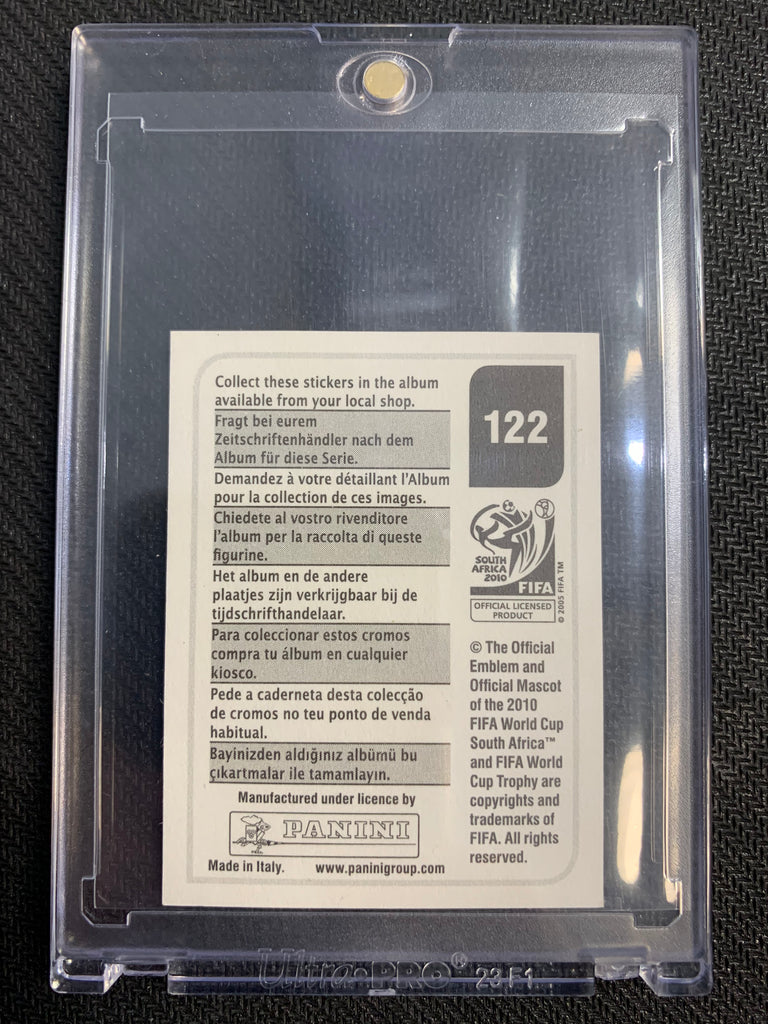 Collect these stickers in the album
available from your local shop.
Fragt bei eurem
Zeitschriftenhändler nach dem
Album für diese Serie.
Demandez à votre détaillant l'Album
pour la collection de ces images.
Chiedete al vostro rivenditore
l'album per la raccolta di queste
figurine.
Het album en de andere
plaatjes zijn verkrijgbaar bij de
tijdschrifthandelaar.
Para coleccionar estos cromos
compra tu álbum en cualquier
kiosco.
Pede a caderneta desta colecção
de cromos no teu ponto de venda
habitual.
Bayinizden aldığınız albümü bu
çıkartmalar ile tamamlayın.
Manufactured under licence by
PANINI
Made in Italy. www.paninigroup.com
122
SOUTH
AFRICA
2010
FIFA
OFFICIAL LICENSED
PRODUCT
© 2005 FIFA TM
© The Official
Emblem and
Official Mascot
of the 2010
FIFA World Cup
South Africa™
and FIFA World
Cup Trophy are
copyrights and
trademarks of
FIFA. All rights
reserved.
Ultra·PRO® 23F1